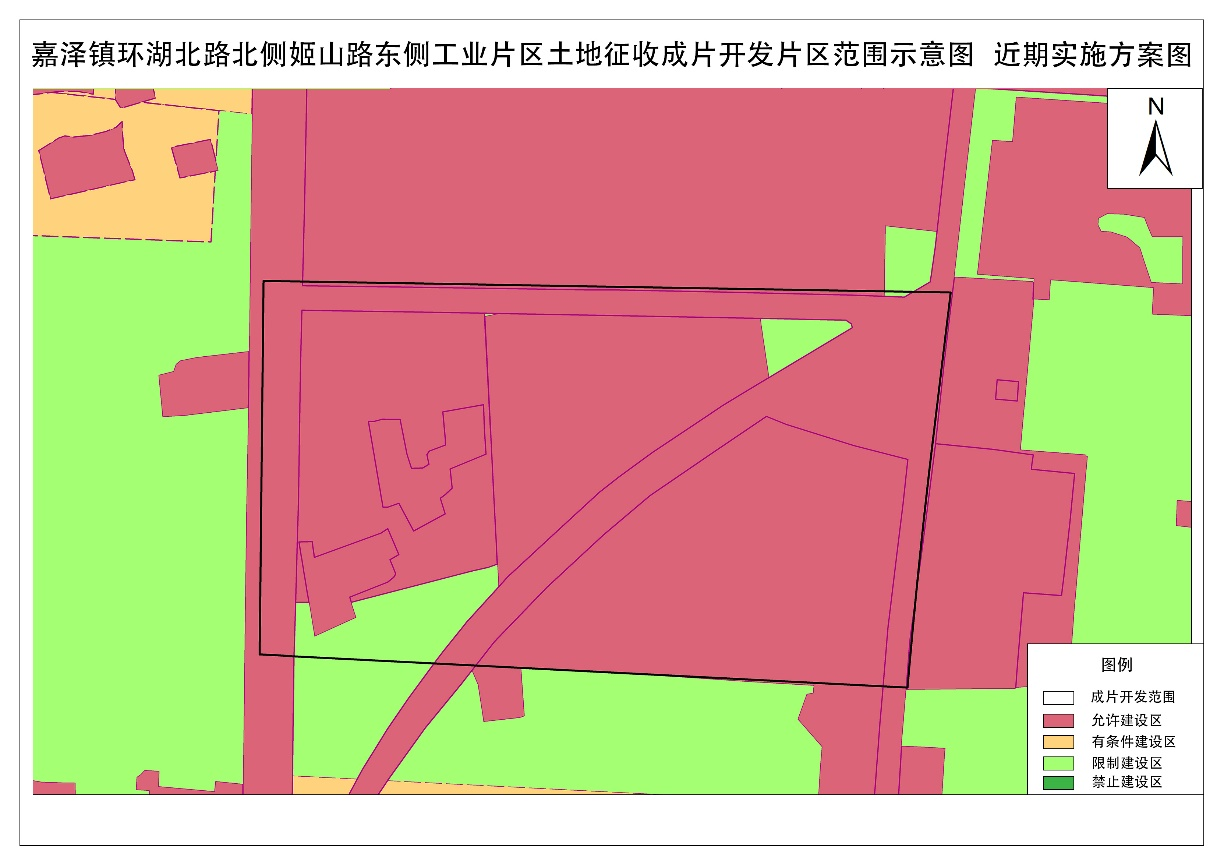 嘉泽镇环湖北路北侧姬山路东侧工业片区土地征收成片开发片区范围示意图 近期实施方案图
N
图例
成片开发范围
允许建设区
有条件建设区
限制建设区
禁止建设区